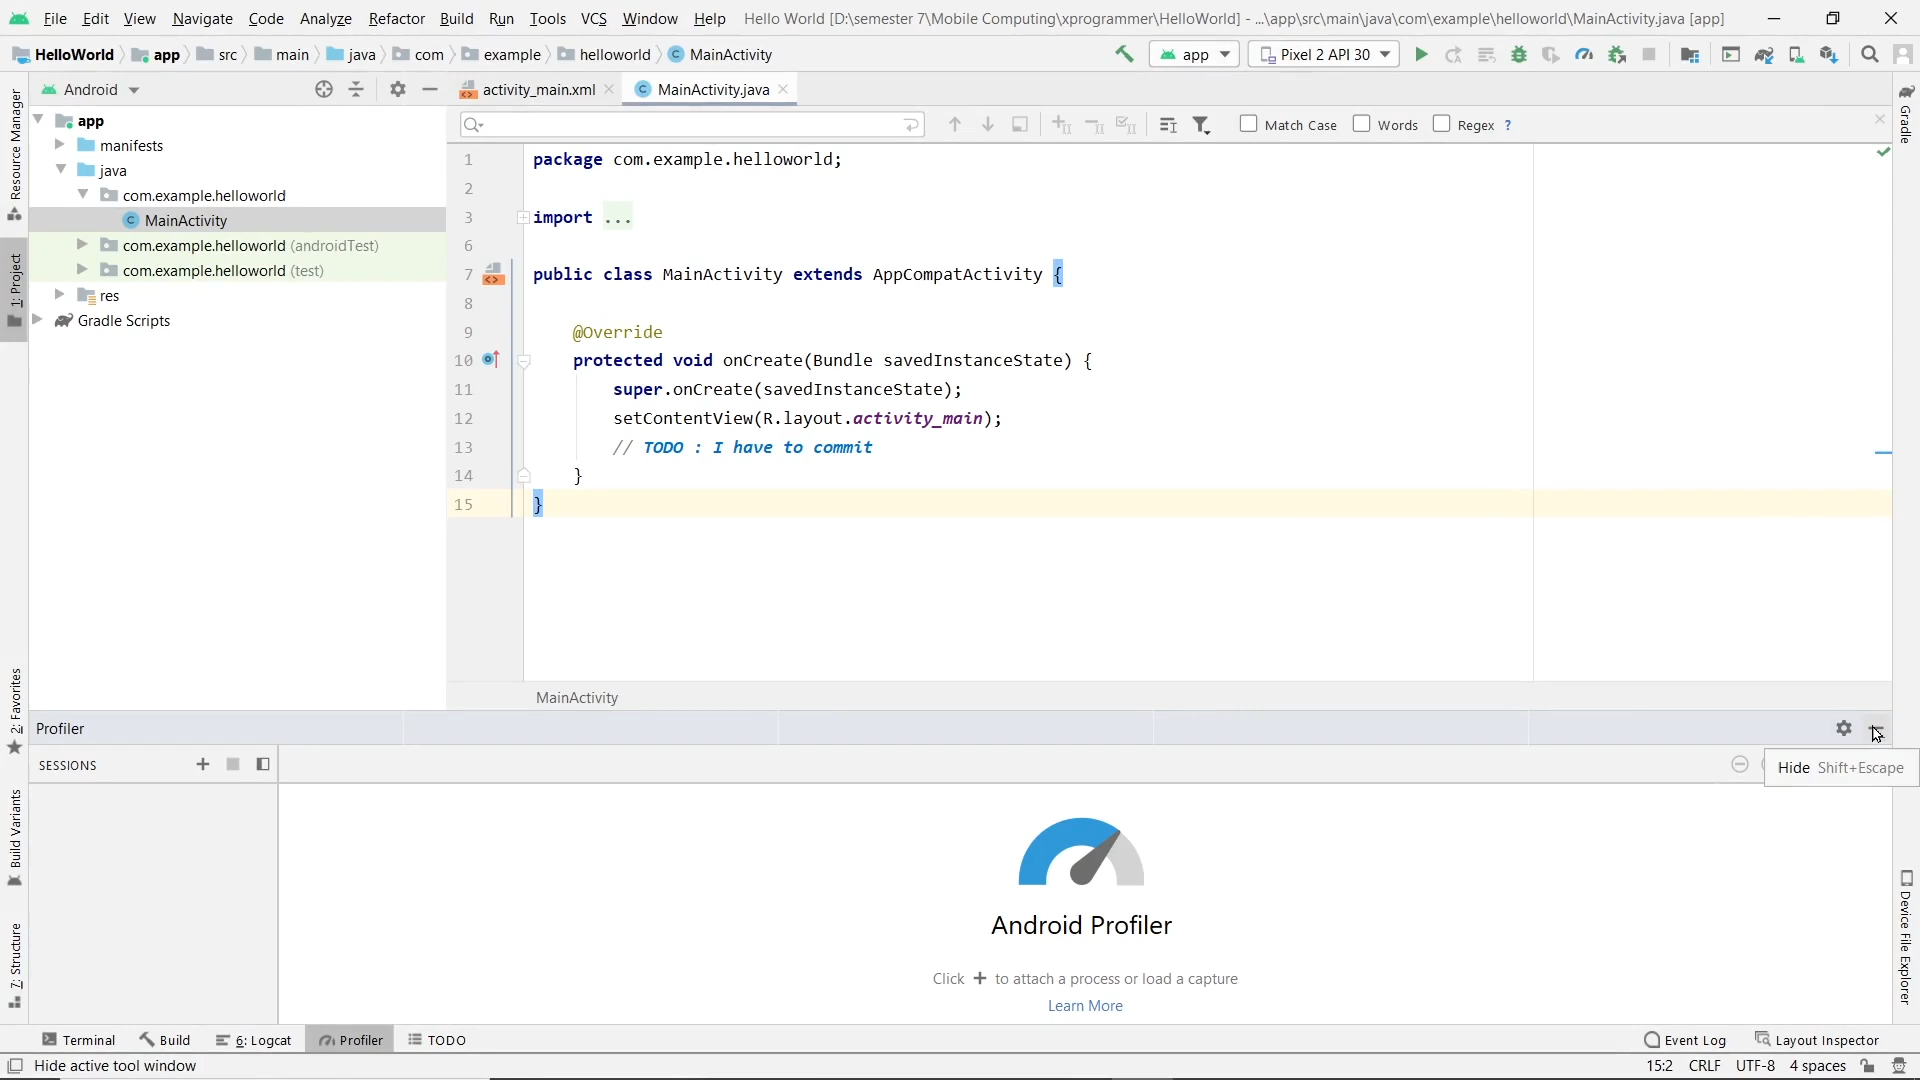 File Edit View Navigate Code Analyze Refactor Build Run Tools VCS Window Help Hello World [D:\semester 7\Mobile Computing\xprogrammer\HelloWorld] - ...\app\src\main\java\com\example\helloworld\MainActivity.java [app]
HelloWorld app src main java com example helloworld MainActivity app Pixel 2 API 30
Android activity_main.xml MainActivity.java
Match Case Words Regex ?
Resource Manager
1: Project
2: Favorites
Build Variants
7: Structure
app
manifests
java
com.example.helloworld
MainActivity
com.example.helloworld (androidTest)
com.example.helloworld (test)
res
Gradle Scripts
1 package com.example.helloworld;
2
3 import ...
6
7 public class MainActivity extends AppCompatActivity {
8
9 @Override
10 protected void onCreate(Bundle savedInstanceState) {
11 super.onCreate(savedInstanceState);
12 setContentView(R.layout.activity_main);
13 // TODO : I have to commit
14 }
15 }
MainActivity
Gradle
Device File Explorer
Profiler
SESSIONS
Hide Shift+Escape
Android Profiler
Click + to attach a process or load a capture
Learn More
Terminal Build 6: Logcat Profiler TODO Event Log Layout Inspector
Hide active tool window 15:2 CRLF UTF-8 4 spaces